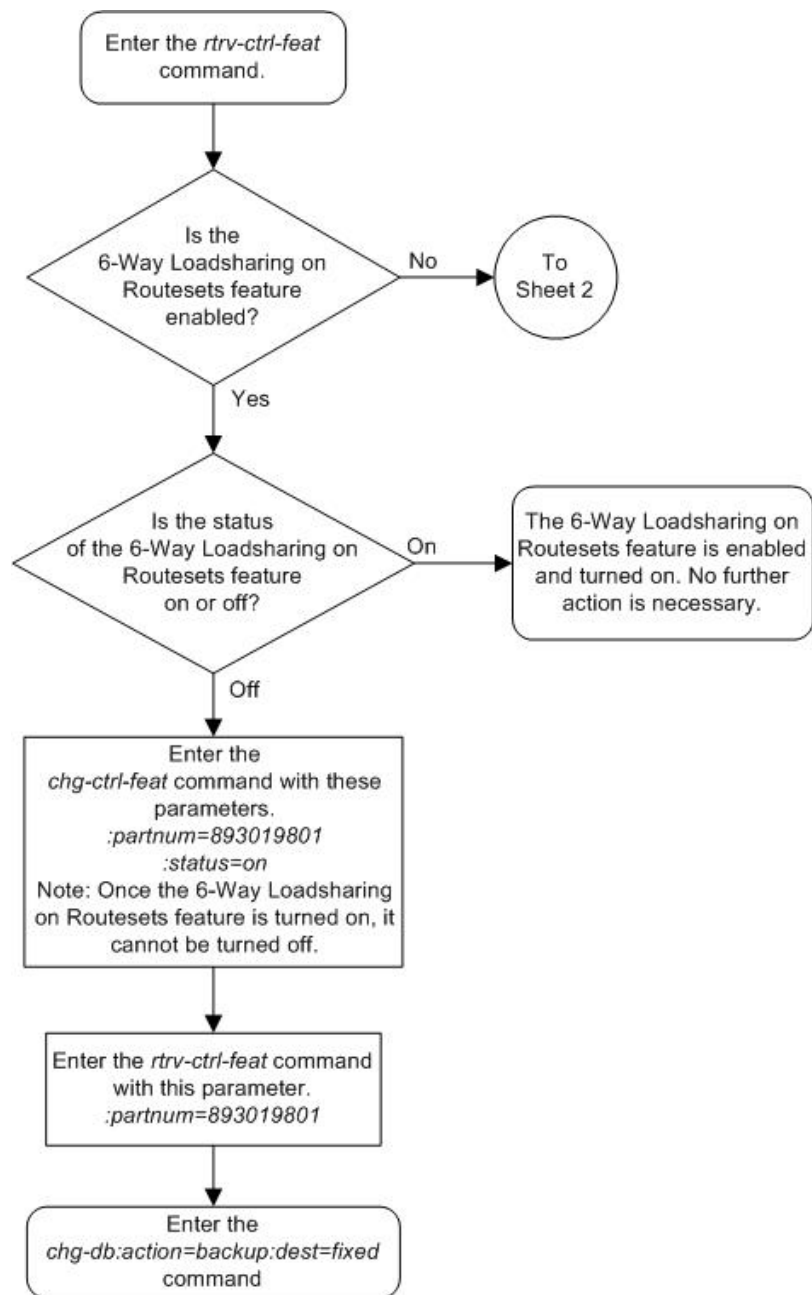 Enter the rtrv-ctrl-feat
command.
Is the
6-Way Loadsharing on
Routesets feature
enabled?
No
To
Sheet 2
Yes
Is the status
of the 6-Way Loadsharing on
Routesets feature
on or off?
On
The 6-Way Loadsharing on
Routesets feature is enabled
and turned on. No further
action is necessary.
Off
Enter the
chg-ctrl-feat command with these
parameters.
:partnum=893019801
:status=on
Note: Once the 6-Way Loadsharing
on Routesets feature is turned on, it
cannot be turned off.
Enter the rtrv-ctrl-feat command
with this parameter.
:partnum=893019801
Enter the
chg-db:action=backup:dest=fixed
command